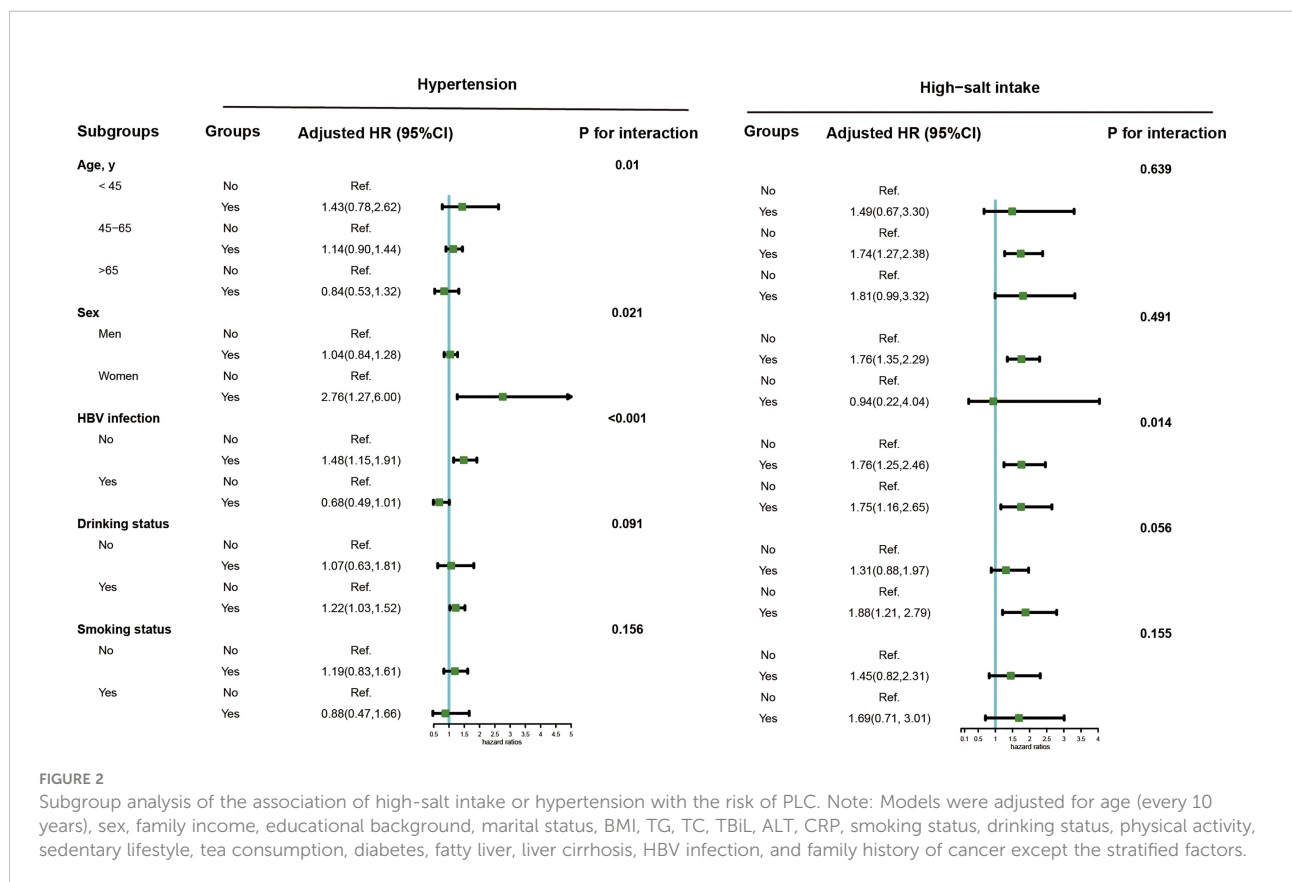 Hypertension
High−salt intake
Subgroups Groups Adjusted HR (95%CI) P for interaction Groups Adjusted HR (95%CI) P for interaction
Age, y 0.01 0.639
< 45 No Ref. No Ref.
Yes 1.43(0.78,2.62) Yes 1.49(0.67,3.30)
45−65 No Ref. No Ref.
Yes 1.14(0.90,1.44) Yes 1.74(1.27,2.38)
>65 No Ref. No Ref.
Yes 0.84(0.53,1.32) Yes 1.81(0.99,3.32)
Sex 0.021 0.491
Men No Ref. No Ref.
Yes 1.04(0.84,1.28) Yes 1.76(1.35,2.29)
Women No Ref. No Ref.
Yes 2.76(1.27,6.00) Yes 0.94(0.22,4.04)
HBV infection <0.001 0.014
No No Ref. No Ref.
Yes 1.48(1.15,1.91) Yes 1.76(1.25,2.46)
Yes No Ref. No Ref.
Yes 0.68(0.49,1.01) Yes 1.75(1.16,2.65)
Drinking status 0.091 0.056
No No Ref. No Ref.
Yes 1.07(0.63,1.81) Yes 1.31(0.88,1.97)
Yes No Ref. No Ref.
Yes 1.22(1.03,1.52) Yes 1.88(1.21, 2.79)
Smoking status 0.156 0.155
No No Ref. No Ref.
Yes 1.19(0.83,1.61) Yes 1.45(0.82,2.31)
Yes No Ref. No Ref.
Yes 0.88(0.47,1.66) Yes 1.69(0.71, 3.01)
0.5 1 1.5 2 2.5 3 3.5 4 4.5 5 0.1 0.5 1 1.5 2 2.5 3 3.5 4
hazard ratios hazard ratios
FIGURE 2
Subgroup analysis of the association of high-salt intake or hypertension with the risk of PLC. Note: Models were adjusted for age (every 10
years), sex, family income, educational background, marital status, BMI, TG, TC, TBiL, ALT, CRP, smoking status, drinking status, physical activity,
sedentary lifestyle, tea consumption, diabetes, fatty liver, liver cirrhosis, HBV infection, and family history of cancer except the stratified factors.